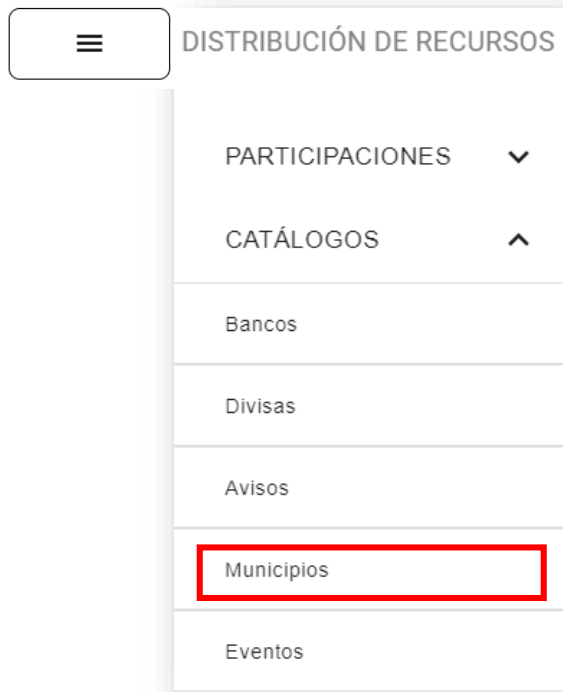 DISTRIBUCIÓN DE RECURSOS
PARTICIPACIONES
CATÁLOGOS
Bancos
Divisas
Avisos
Municipios
Eventos